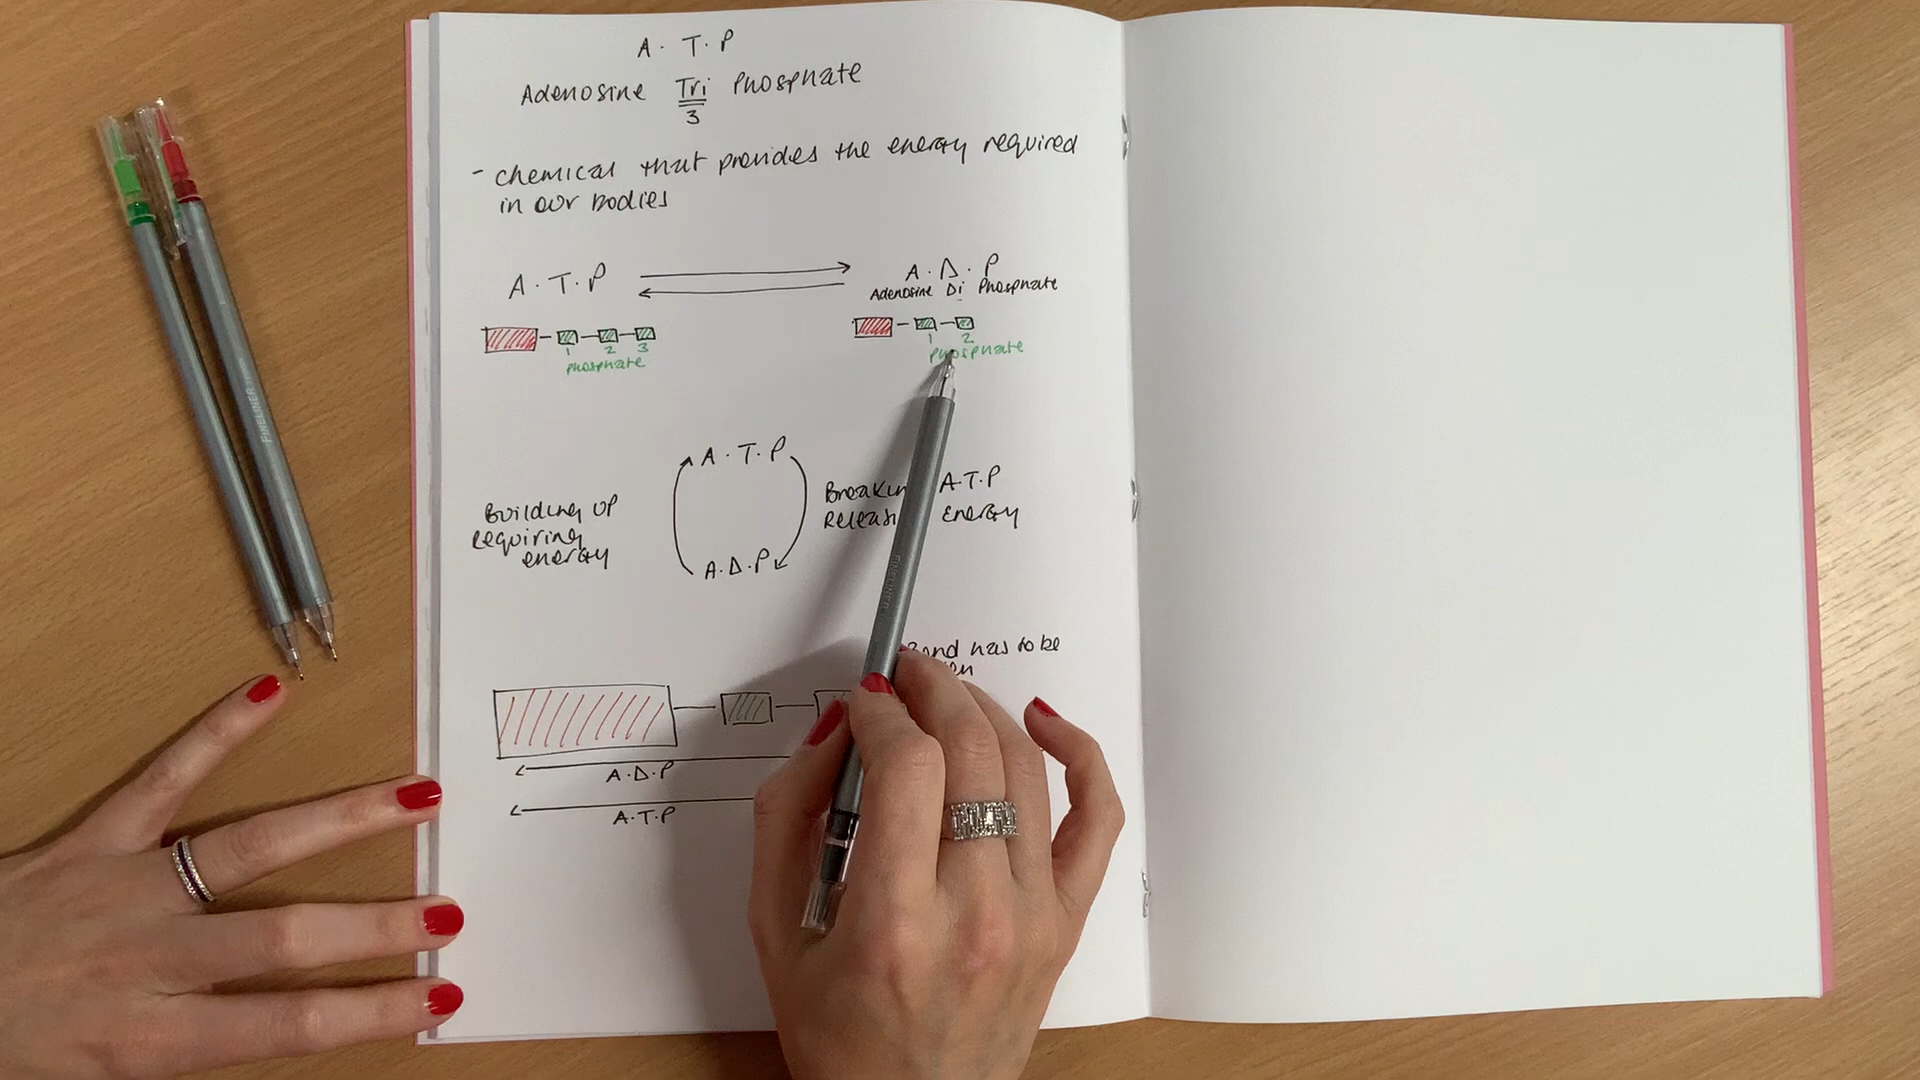 A. T. P
Adenosine Tri Phosphate
3
- chemical that provides the energy required
in our bodies
A.T.P
A.D.P
Adenosine Di Phosphate
1 2 3
Phosphate
1 2
Phosphate
A.T.P
Building up
requiring
energy
A.T.P
Energy
A.D.P
Bond has to be
A.D.P
A.T.P
FINELINER
FINELINER